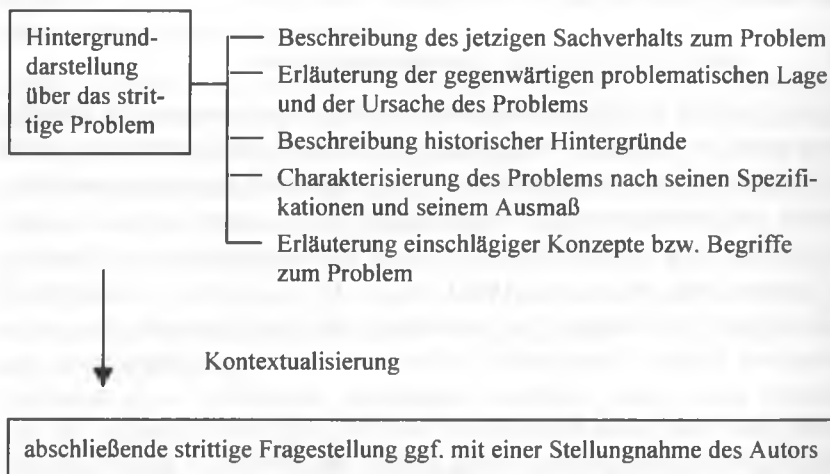 Hintergrund-
darstellung
über das strit-
tige Problem
Beschreibung des jetzigen Sachverhalts zum Problem
Erläuterung der gegenwärtigen problematischen Lage
und der Ursache des Problems
Beschreibung historischer Hintergründe
Charakterisierung des Problems nach seinen Spezifi-
kationen und seinem Ausmaß
Erläuterung einschlägiger Konzepte bzw. Begriffe
zum Problem
Kontextualisierung
abschließende strittige Fragestellung ggf. mit einer Stellungnahme des Autors